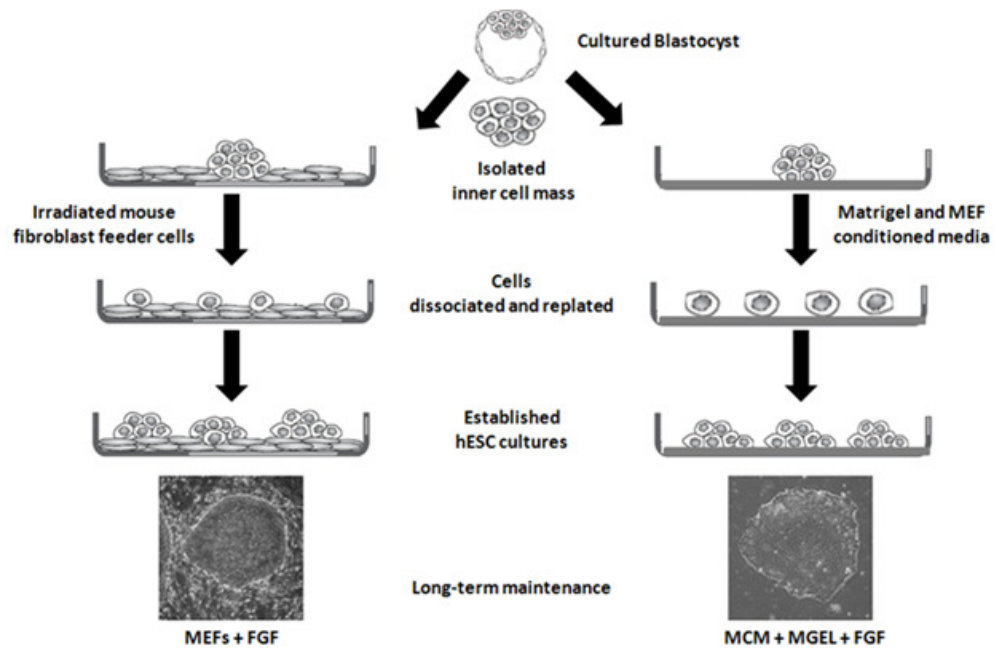 Cultured Blastocyst
Isolated
inner cell mass
Irradiated mouse
fibroblast feeder cells
Matrigel and MEF
conditioned media
Cells
dissociated and replated
Established
hESC cultures
Long-term maintenance
MEFs + FGF
MCM + MGEL + FGF